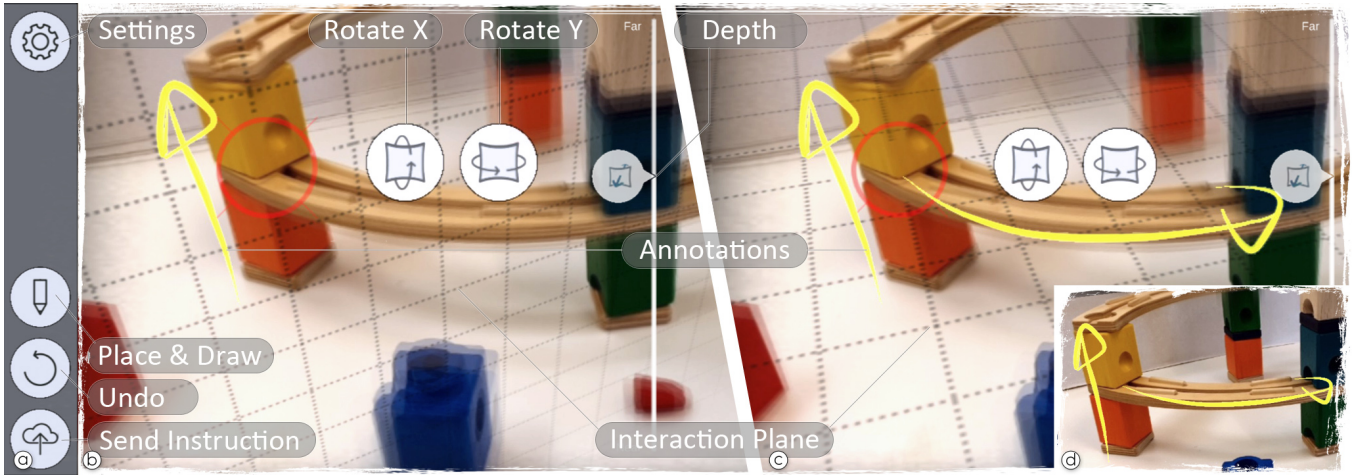 Settings
Rotate X
Rotate Y
Far
Depth
Far
Annotations
Place & Draw
Undo
Send Instruction
Interaction Plane
a
b
c
d